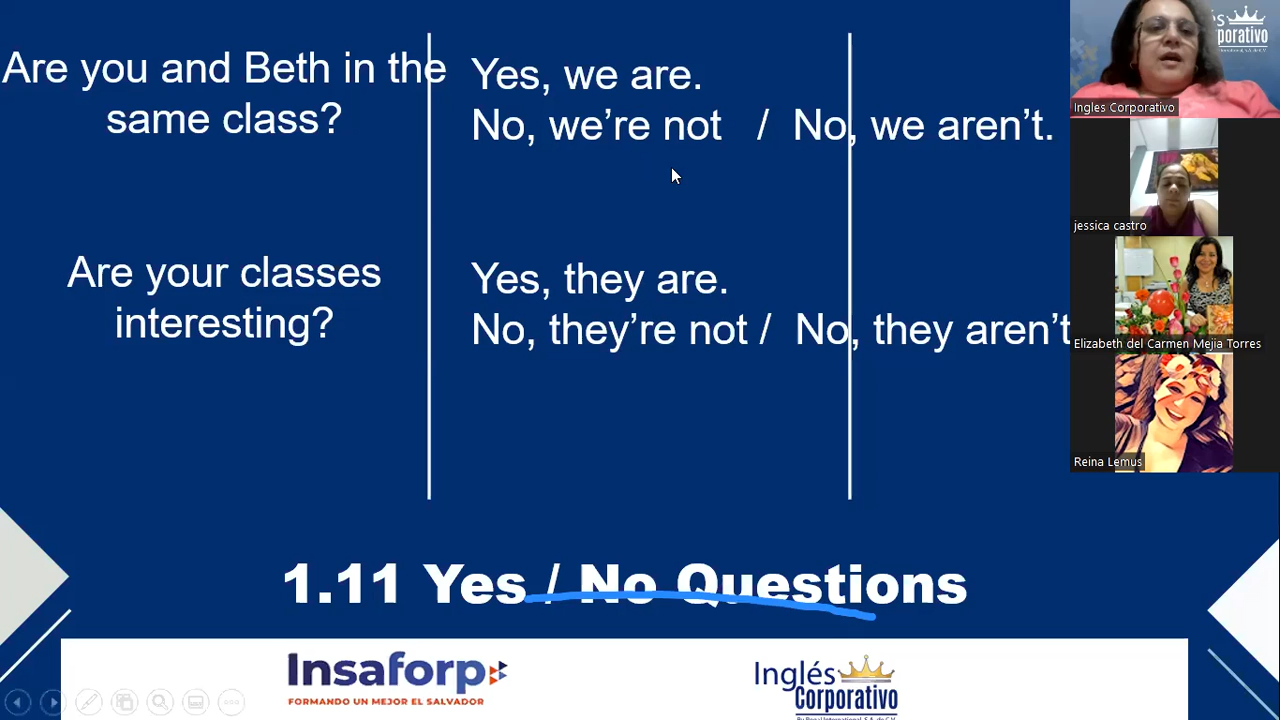 Are you and Beth in the
same class?
Yes, we are.
No, we're not / No, we aren't.
Are your classes
interesting?
Yes, they are.
No, they're not / No, they aren't
1.11 Yes / No Questions
Insaforp
FORMANDO UN MEJOR EL SALVADOR
Inglés
Corporativo
és
porativo
Ingles Corporativo
jessica castro
Elizabeth del Carmen Mejia Torres
Reina Lemus